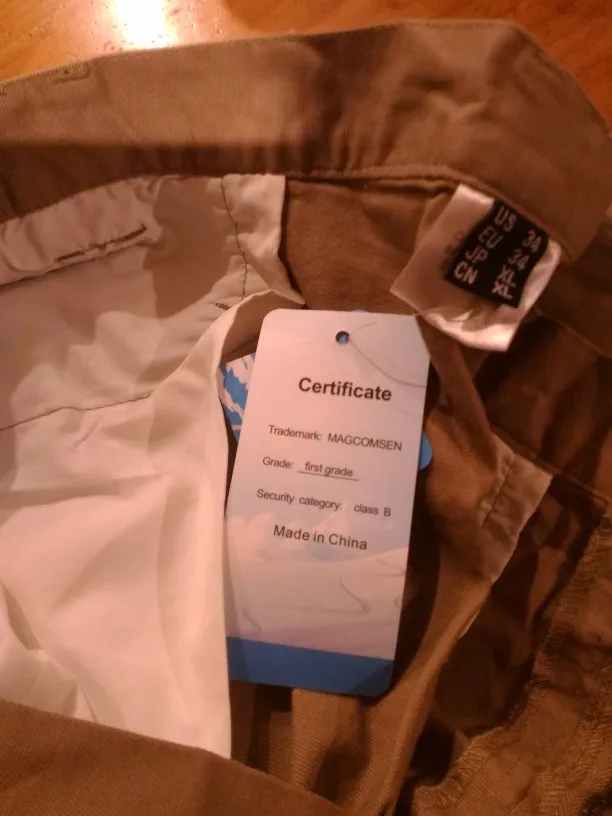 US 34
EU 34
JP XL
CN XL
Certificate
Trademark: MAGCOMSEN
Grade: first grade
Security category: class B
Made in China